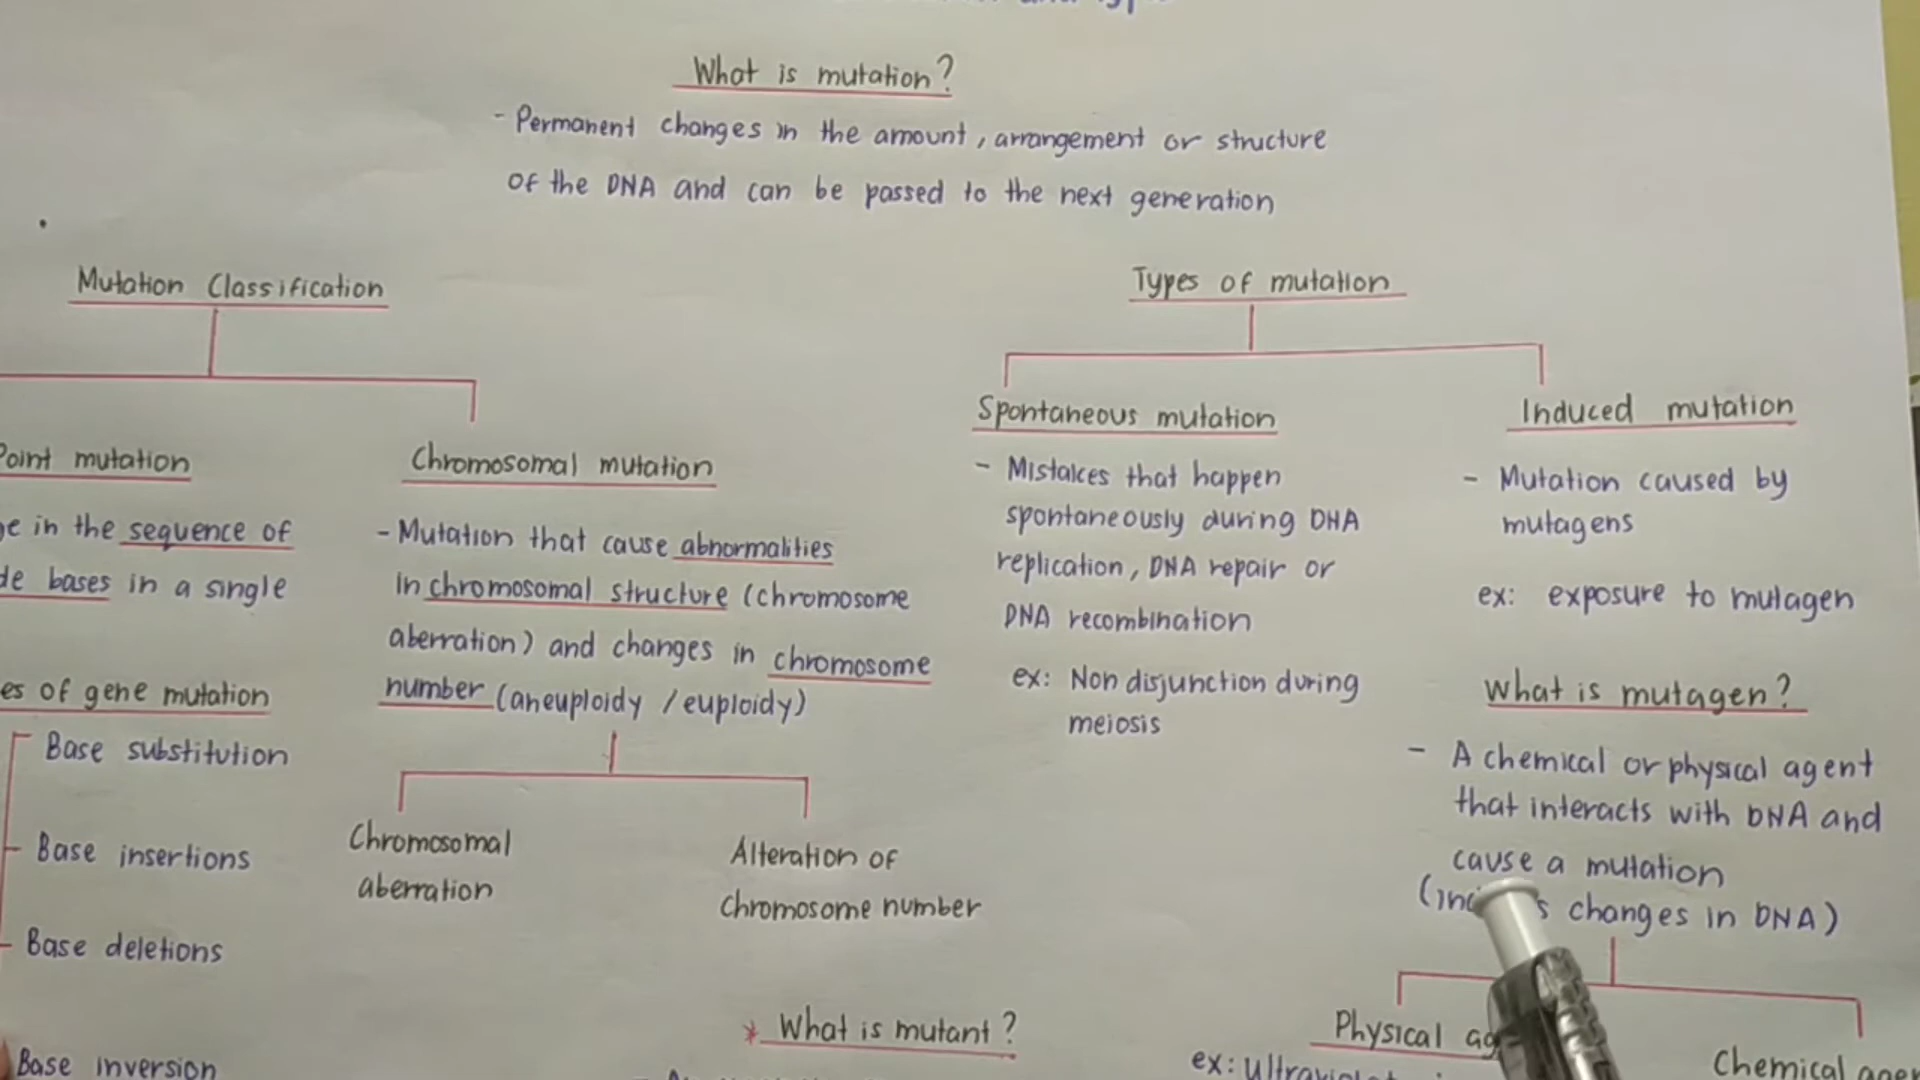 What is mutation?
- Permanent changes in the amount, arrangement or structure
of the DNA and can be passed to the next generation
Mutation Classification
Point mutation
in the sequence of
bases in a single
of gene mutation
Base substitution
Base insertions
Base deletions
Base inversion
Chromosomal mutation
- Mutation that cause abnormalities
in chromosomal structure (chromosome
aberration) and changes in chromosome
number (aneuploidy / euploidy)
Chromosomal
aberration
Alteration of
chromosome number
* What is mutant?
Types of mutation
Spontaneous mutation
- Mistakes that happen
spontaneously during DNA
replication, DNA repair or
DNA recombination
ex: Non disjunction during
meiosis
Induced mutation
- Mutation caused by
mutagens
ex: exposure to mutagen
What is mutagen?
- A chemical or physical agent
that interacts with DNA and
cause a mutation
changes in DNA)
Physical
ex: Ultraviolet
Chemical